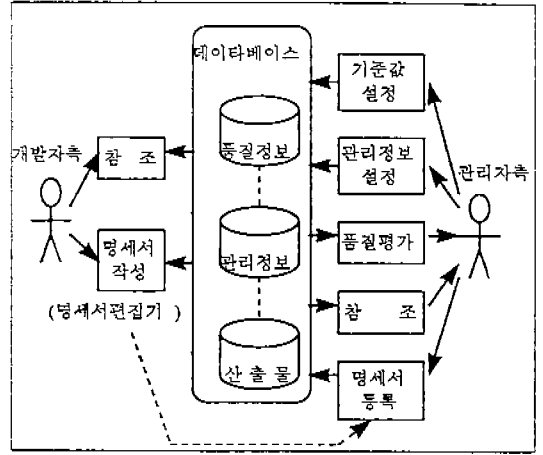 데이타베이스
기준값
설정
품질정보
개발자측
참 조
관리정보
설정
관리자측
명세서
작성
관리정보
품질평가
(명세서편집기 )
참 조
산 출 물
명세서
등록